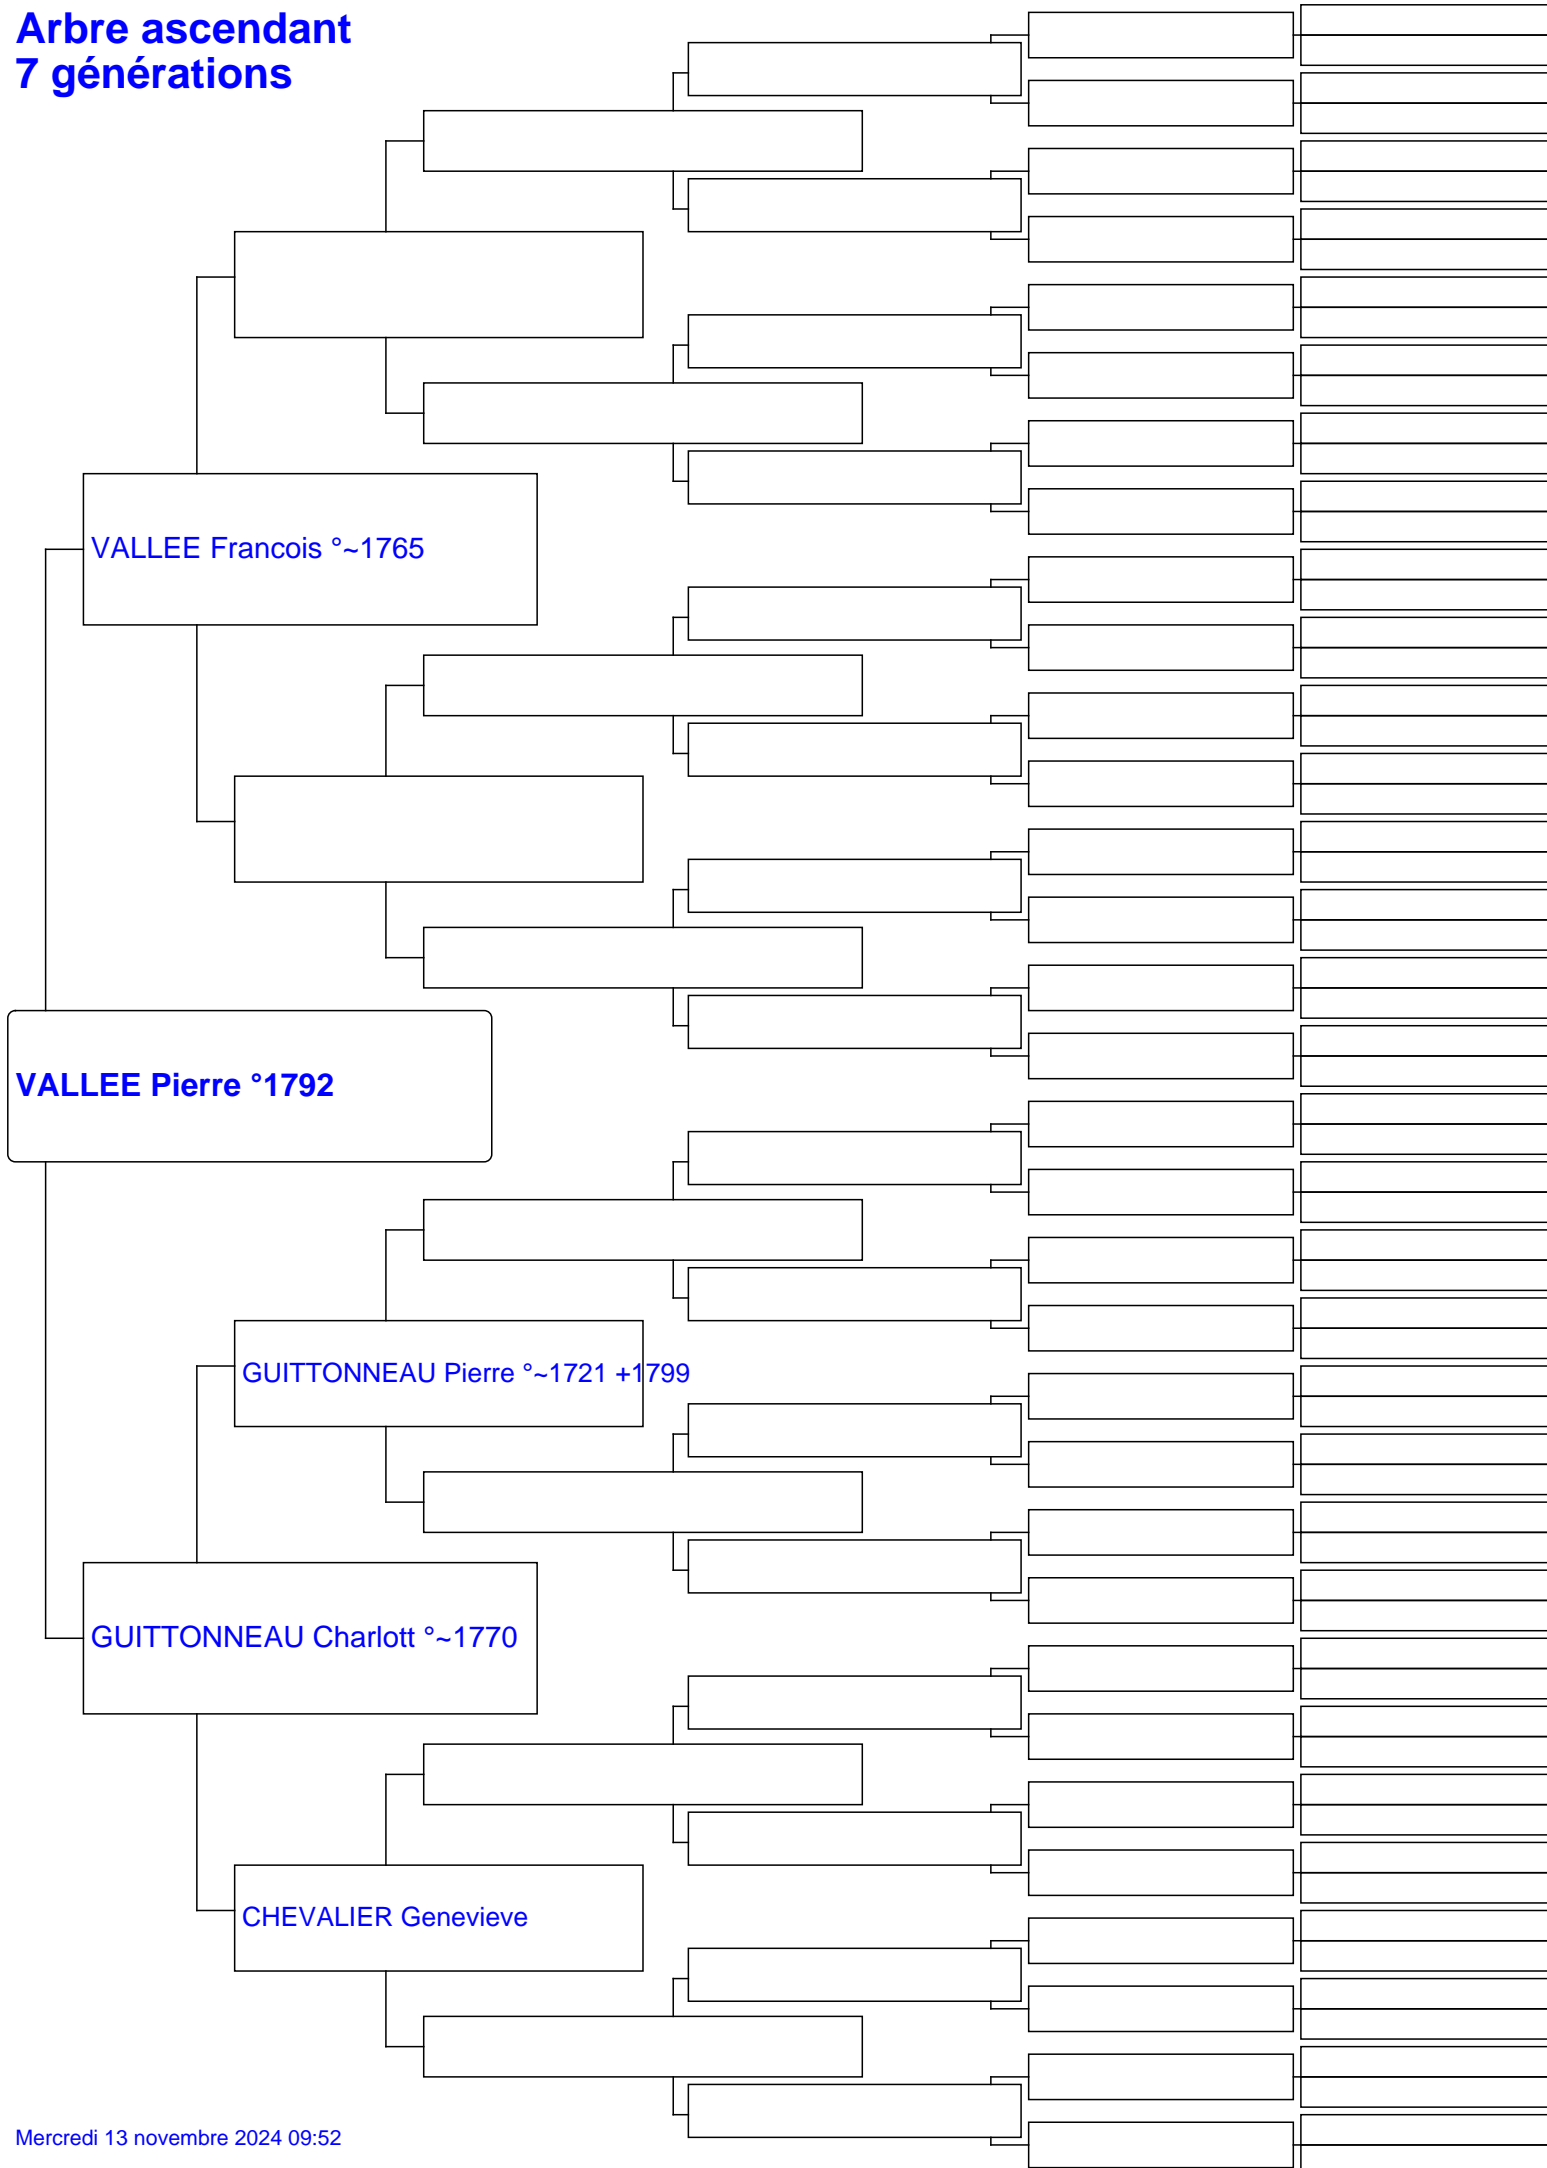 Arbre ascendant
7 générations
VALLEE Francois °~1765
VALLEE Pierre °1792
GUITTONNEAU Pierre °~1721 +1799
GUITTONNEAU Charlott °~1770
CHEVALIER Genevieve
Mercredi 13 novembre 2024 09:52